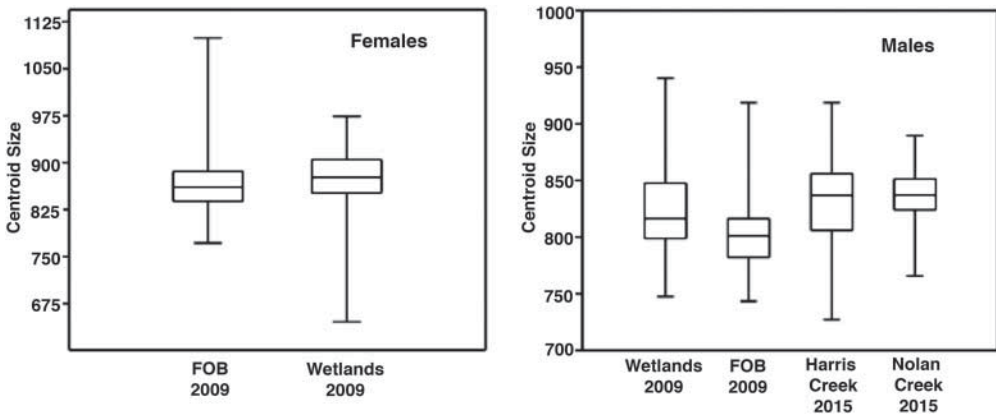 Females
Centroid Size
1125
1050
975
900
825
750
675
FOB
2009
Wetlands
2009
Males
Centroid Size
1000
950
900
850
800
750
700
Wetlands
2009
FOB
2009
Harris
Creek
2015
Nolan
Creek
2015